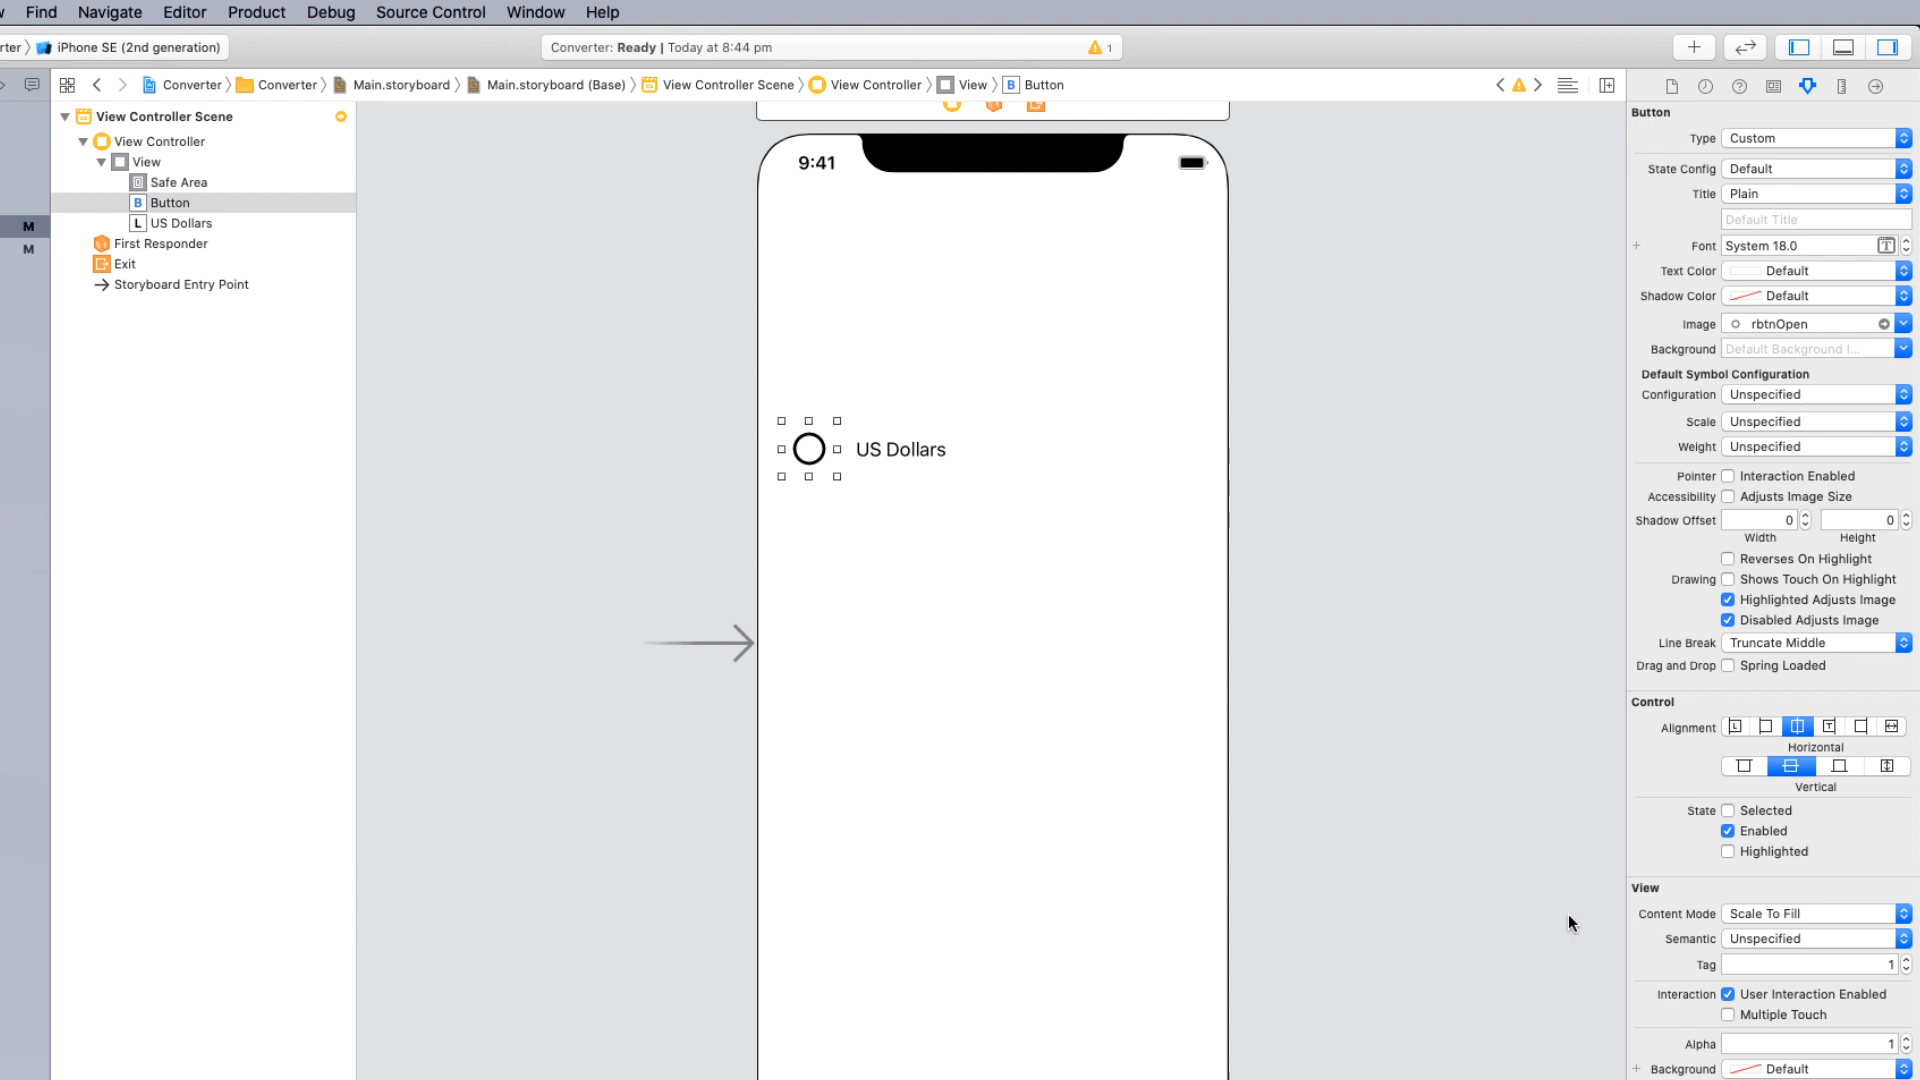 Find Navigate Editor Product Debug Source Control Window Help
rter iPhone SE (2nd generation)
Converter: Ready | Today at 8:44 pm
1
Converter Converter Main.storyboard Main.storyboard (Base) View Controller Scene View Controller View B Button
View Controller Scene
View Controller
View
Safe Area
B Button
L US Dollars
First Responder
Exit
Storyboard Entry Point
M
M
9:41
US Dollars
Button
Type Custom
State Config Default
Title Plain
Default Title
+ Font System 18.0 T
Text Color Default
Shadow Color Default
Image rbtnOpen
Background Default Background I...
Default Symbol Configuration
Configuration Unspecified
Scale Unspecified
Weight Unspecified
Pointer Interaction Enabled
Accessibility Adjusts Image Size
Shadow Offset 0 0
Width Height
Reverses On Highlight
Drawing Shows Touch On Highlight
Highlighted Adjusts Image
Disabled Adjusts Image
Line Break Truncate Middle
Drag and Drop Spring Loaded
Control
Alignment
Horizontal
Vertical
State Selected
Enabled
Highlighted
View
Content Mode Scale To Fill
Semantic Unspecified
Tag 1
Interaction User Interaction Enabled
Multiple Touch
Alpha 1
+ Background Default